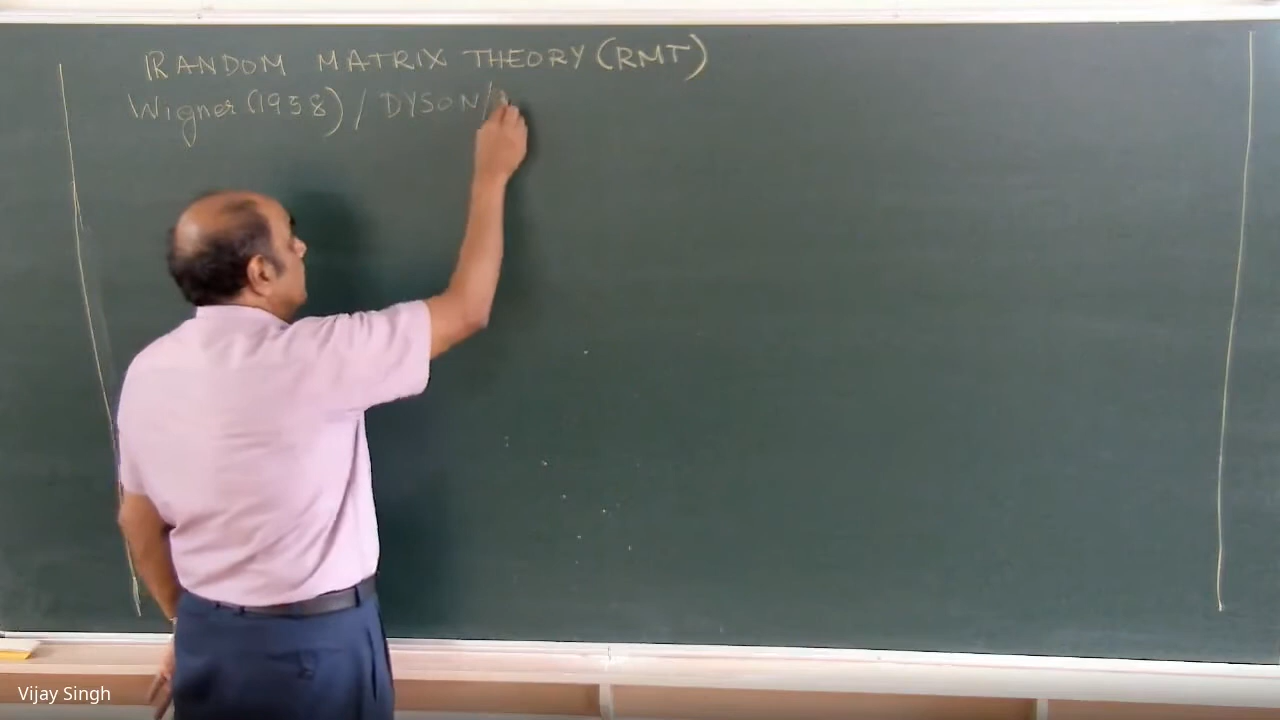 RANDOM MATRIX THEORY (RMT)
Wigner (1958) / DYSON/
Vijay Singh